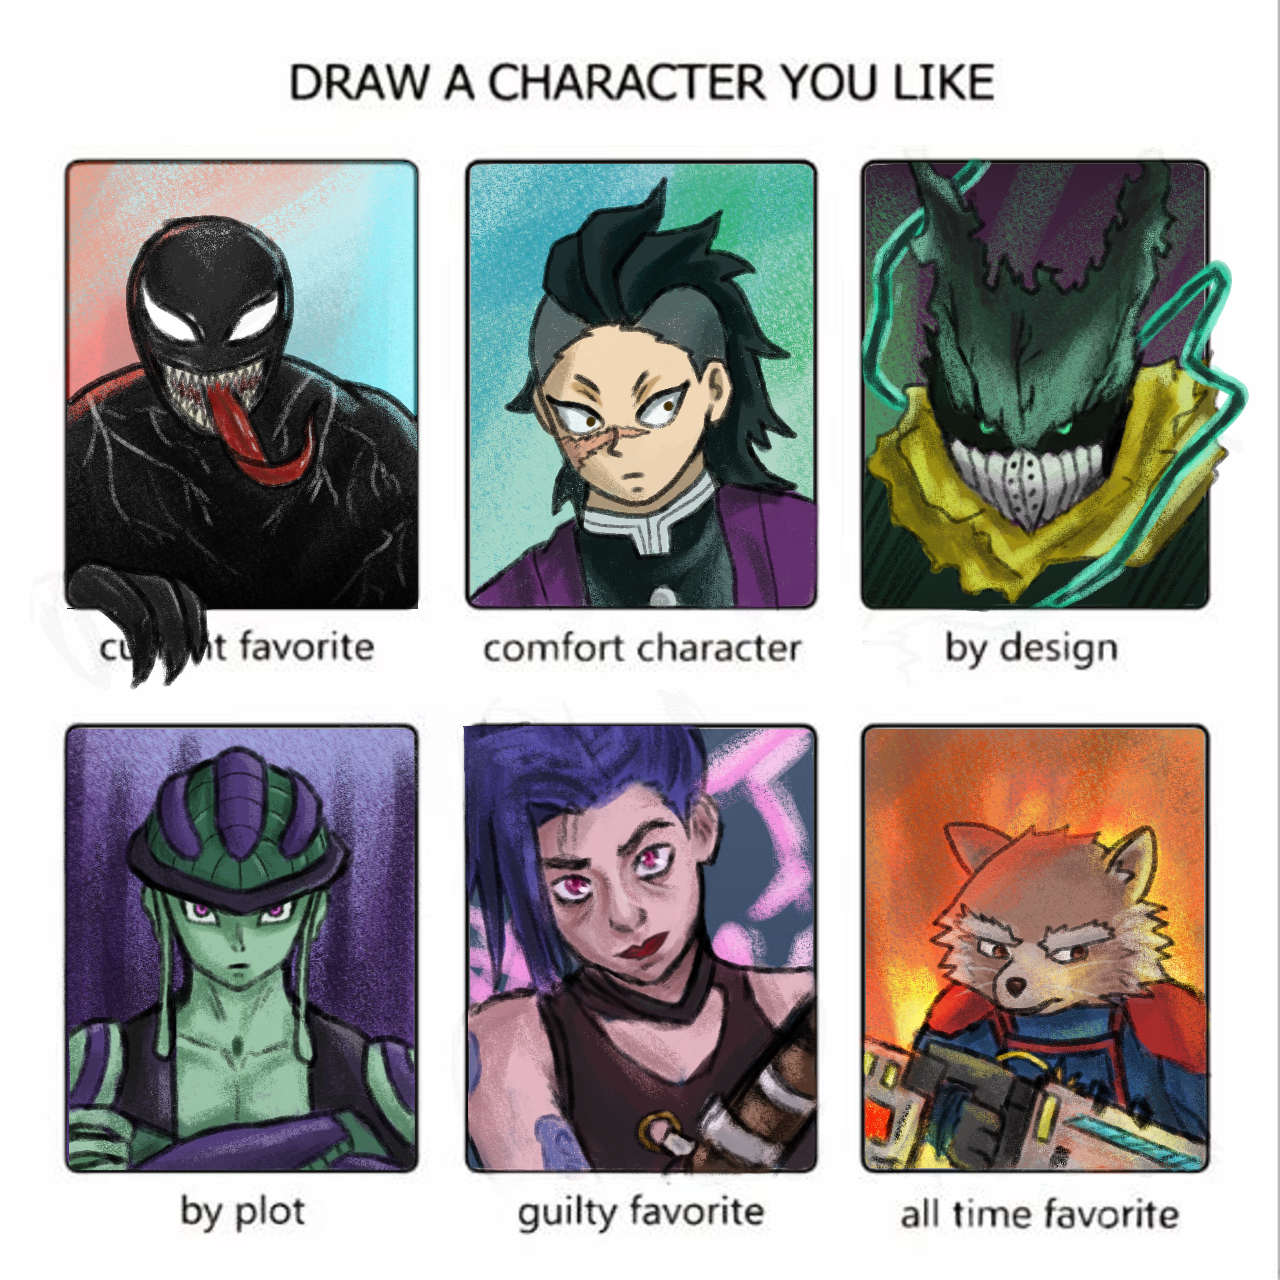 DRAW A CHARACTER YOU LIKE
favorite
comfort character
by design
by plot
guilty favorite
all time favorite